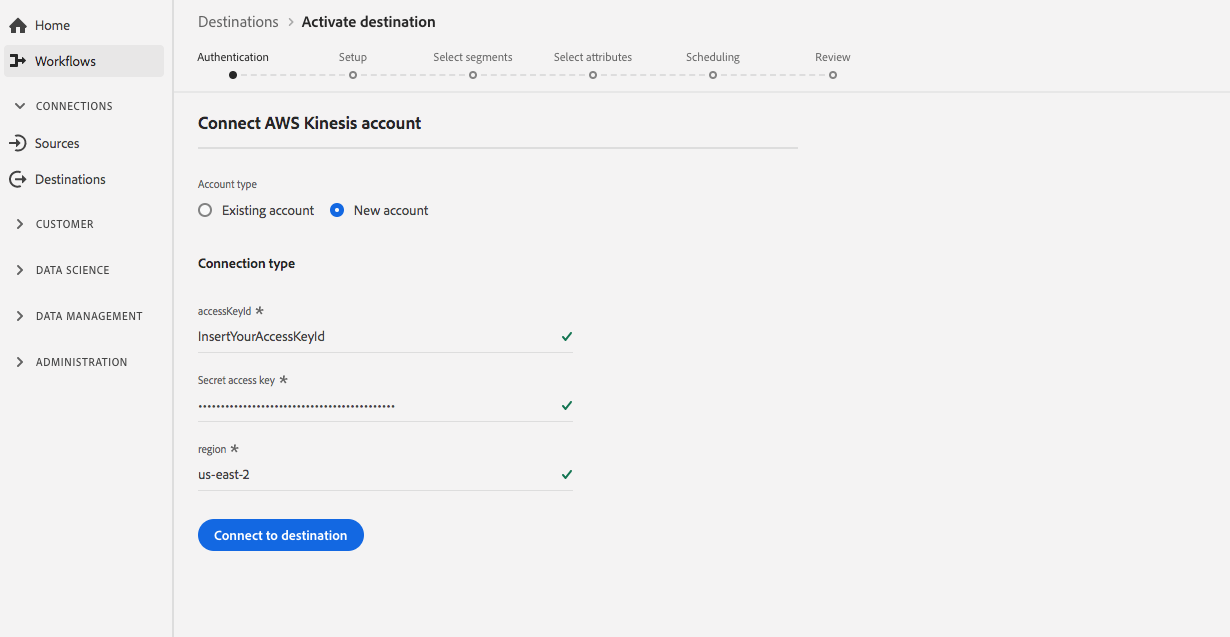 Home
Workflows
CONNECTIONS
Sources
Destinations
CUSTOMER
DATA SCIENCE
DATA MANAGEMENT
ADMINISTRATION
Destinations > Activate destination
Authentication Setup Select segments Select attributes Scheduling Review
Connect AWS Kinesis account
Account type
Existing account New account
Connection type
accessKeyId *
InsertYourAccessKeyId
Secret access key *
••••••••••••••••••••••••••••••••••••••••••••
region *
us-east-2
Connect to destination